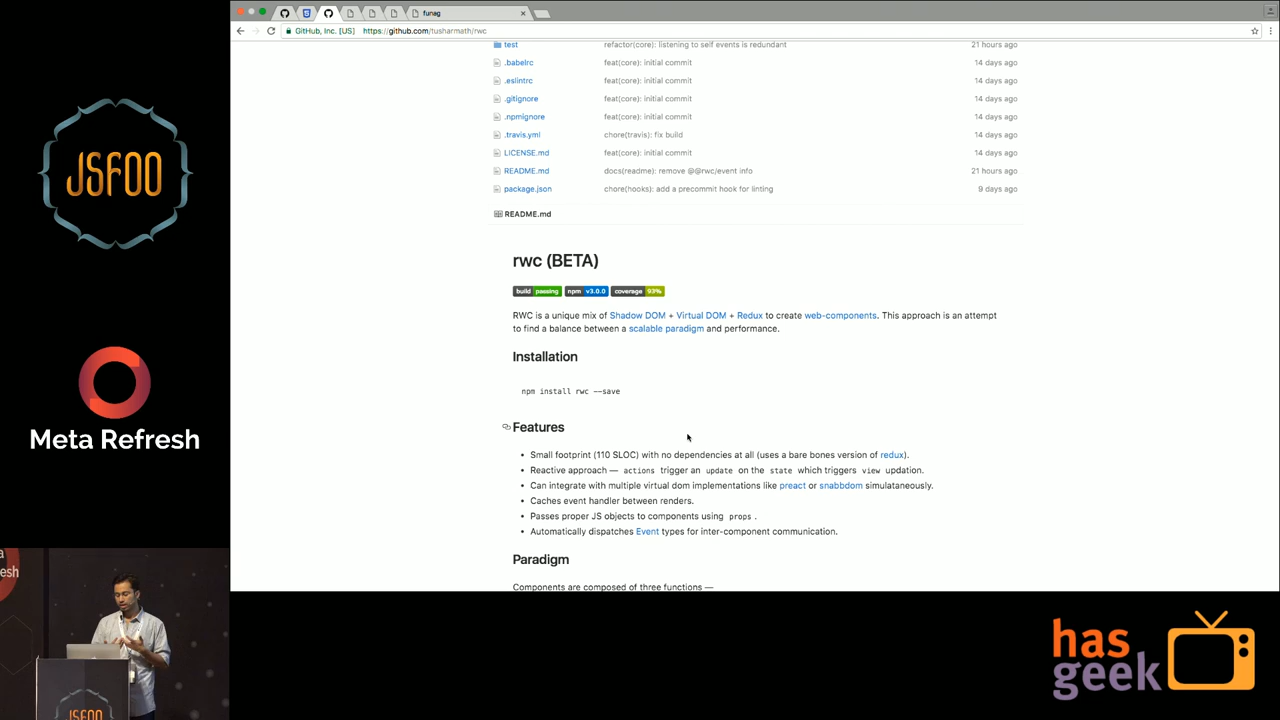 funag
GitHub, Inc. [US] https://github.com/tusharmath/rwc
test refactor(core): listening to self events is redundant 21 hours ago
.babelrc feat(core): initial commit 14 days ago
.eslintrc feat(core): initial commit 14 days ago
.gitignore feat(core): initial commit 14 days ago
.npmignore feat(core): initial commit 14 days ago
.travis.yml chore(travis): fix build 14 days ago
LICENSE.md feat(core): initial commit 14 days ago
README.md docs(readme): remove @@rwc/event info 21 hours ago
package.json chore(hooks): add a precommit hook for linting 9 days ago
README.md
rwc (BETA)
build passing npm v3.0.0 coverage 93%
RWC is a unique mix of Shadow DOM + Virtual DOM + Redux to create web-components. This approach is an attempt
to find a balance between a scalable paradigm and performance.
Installation
npm install rwc --save
Features
• Small footprint (110 SLOC) with no dependencies at all (uses a bare bones version of redux).
• Reactive approach — actions trigger an update on the state which triggers view updation.
• Can integrate with multiple virtual dom implementations like preact or snabbdom simulataneously.
• Caches event handler between renders.
• Passes proper JS objects to components using props .
• Automatically dispatches Event types for inter-component communication.
Paradigm
Components are composed of three functions —
JSFOO
Meta Refresh
a
esh
JSFOO
has
geek